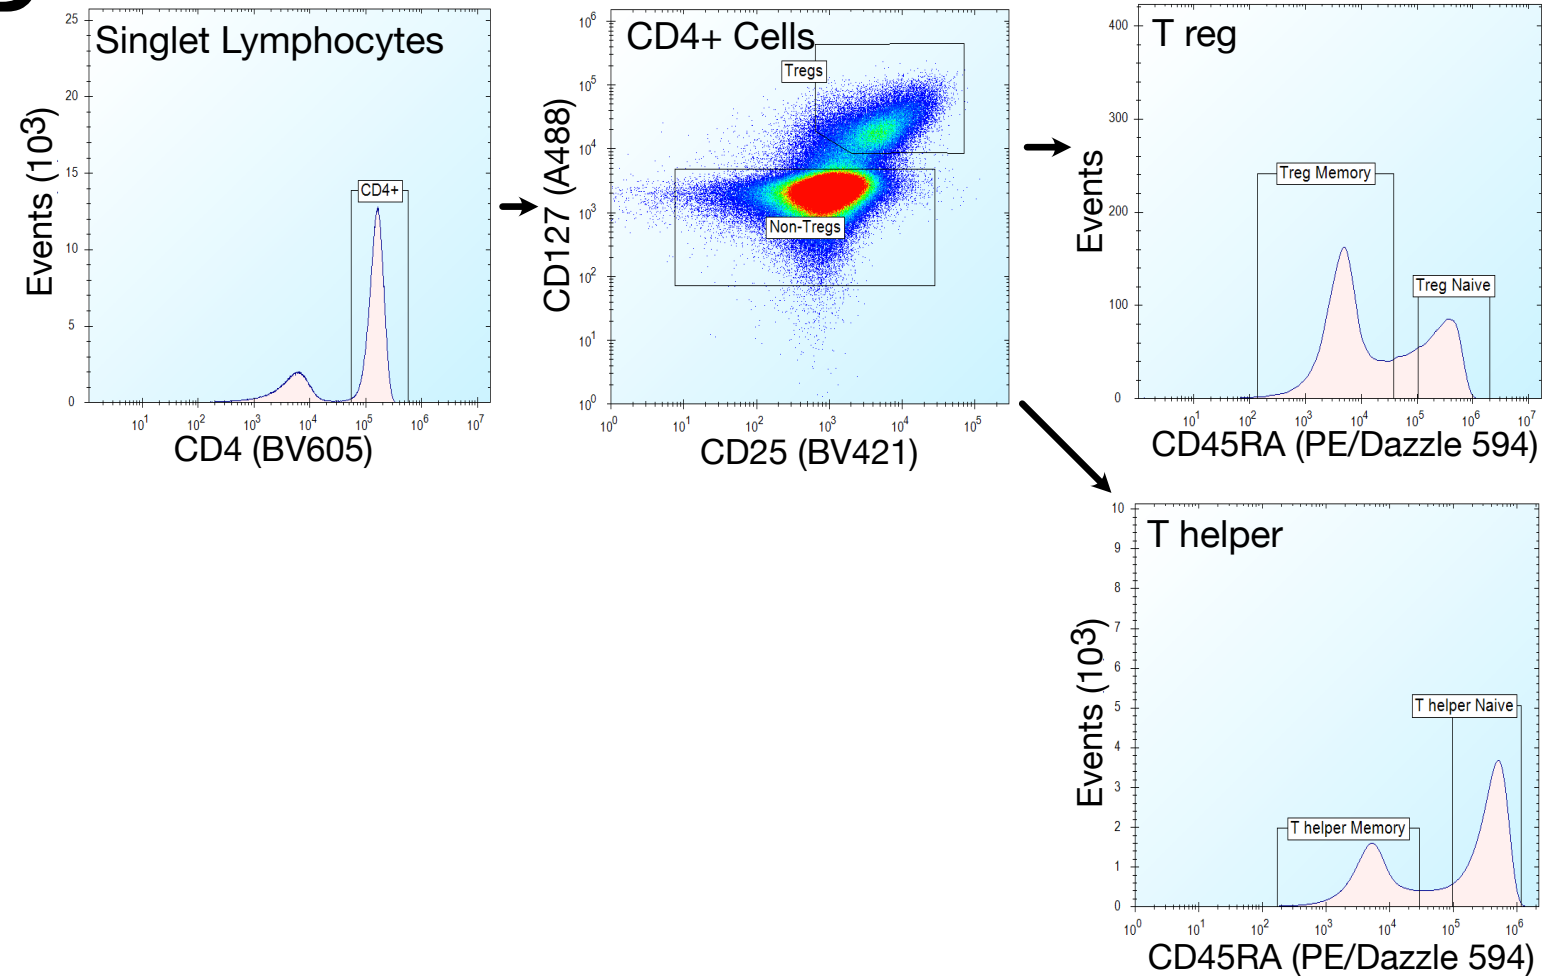 Singlet Lymphocytes
Events (10³)
25
20
15
10
5
0
CD4+
10¹ 10² 10³ 10⁴ 10⁵ 10⁶ 10⁷
CD4 (BV605)
CD4+ Cells
CD127 (A488)
10⁶
10⁵
10⁴
10³
10²
10¹
10⁰
Tregs
Non-Tregs
10⁰ 10¹ 10² 10³ 10⁴ 10⁵
CD25 (BV421)
T reg
Events
400
300
200
100
0
Treg Memory
Treg Naive
10¹ 10² 10³ 10⁴ 10⁵ 10⁶ 10⁷
CD45RA (PE/Dazzle 594)
T helper
Events (10³)
10
9
8
7
6
5
4
3
2
1
0
T helper Naive
T helper Memory
10⁰ 10¹ 10² 10³ 10⁴ 10⁵ 10⁶
CD45RA (PE/Dazzle 594)